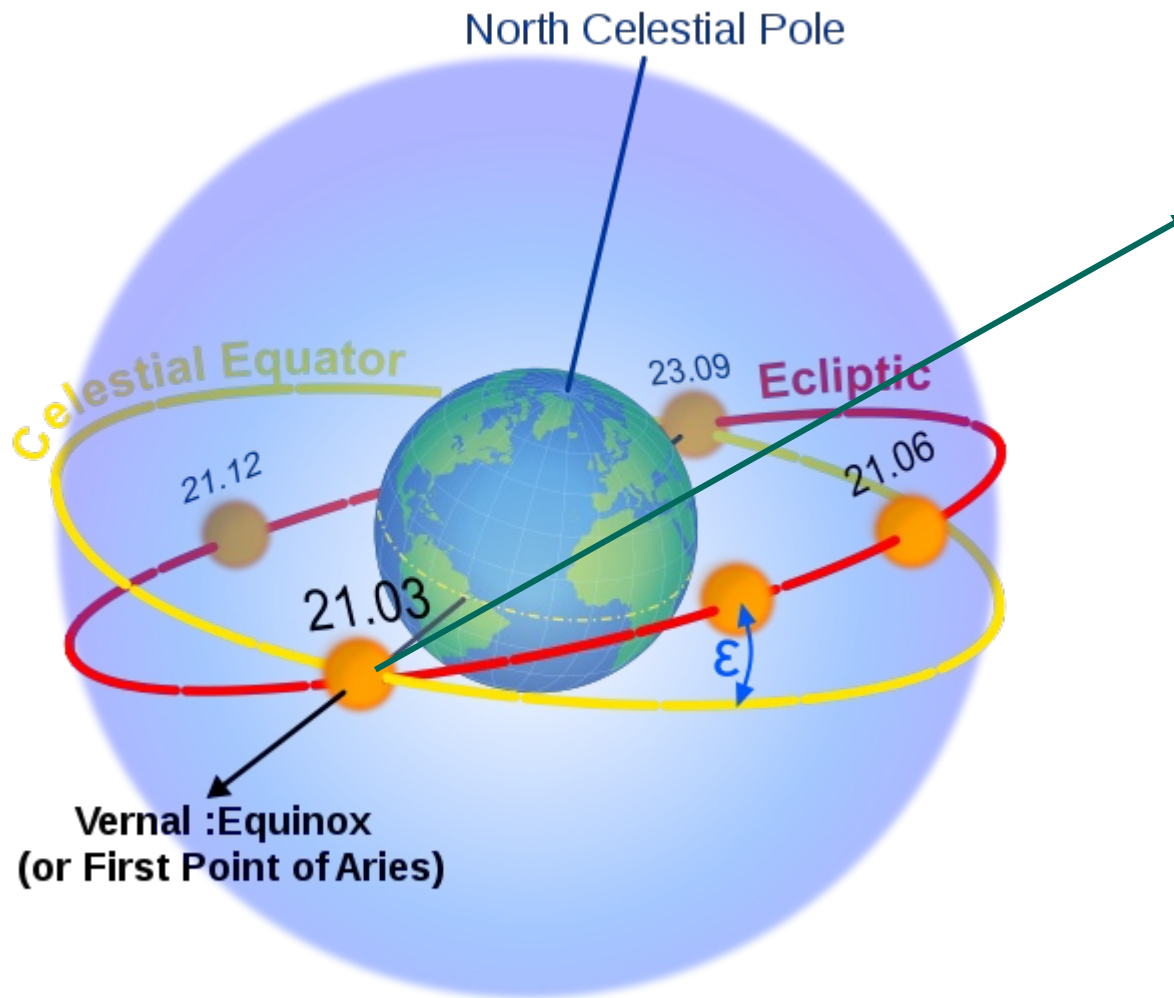 North Celestial Pole
Celestial Equator
23.09
Ecliptic
21.12
21.06
21.03
ε
Vernal :Equinox
(or First Point of Aries)